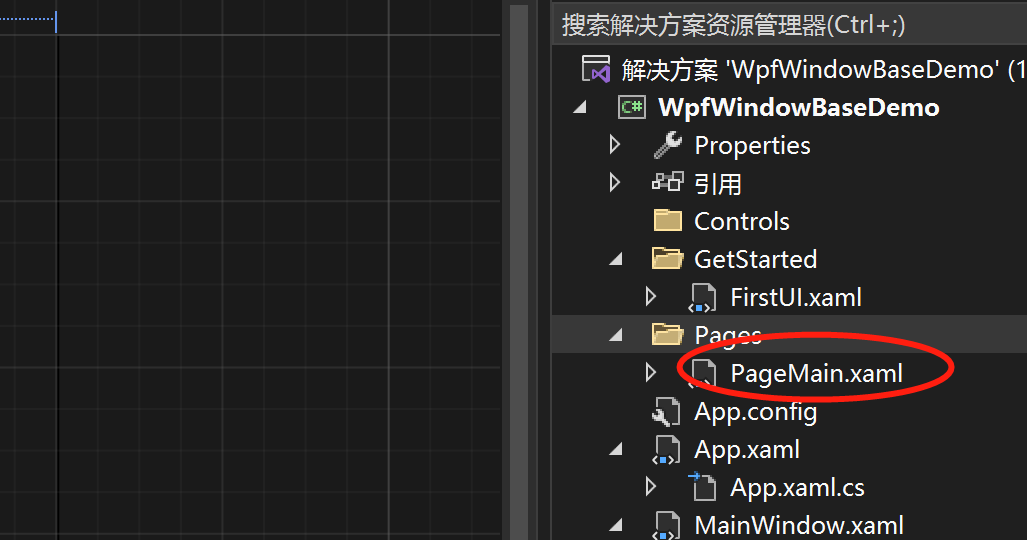 搜索解决方案资源管理器(Ctrl+;)
解决方案 'WpfWindowBaseDemo' (1
C# WpfWindowBaseDemo
Properties
引用
Controls
GetStarted
FirstUI.xaml
Pages
PageMain.xaml
App.config
App.xaml
App.xaml.cs
MainWindow.xaml